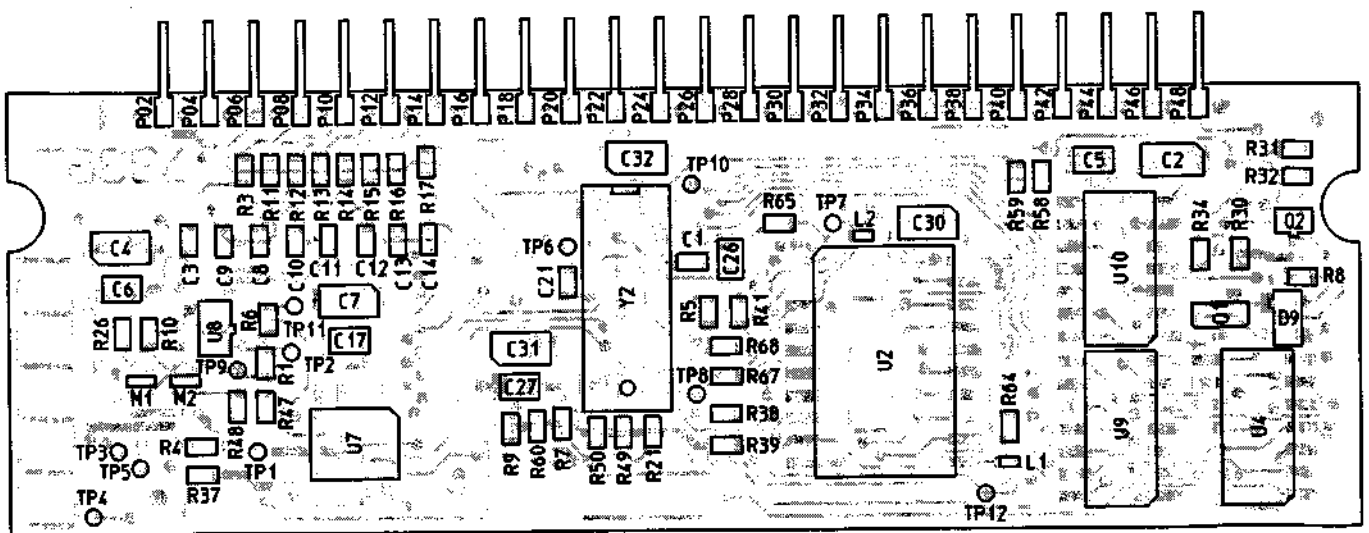 P02 P04 P06 P08 P10 P12 P14 P16 P18 P20 P22 P24 P26 P28 P30 P32 P34 P36 P38 P40 P42 P44 P46 P48
C32 TP10 C5 C2 R31
R32
R3 R11 R12 R13 R14 R15 R16 R17
R65 TP7 L2 C30 R59 R58 R34 R30 Q2
C4 C3 C9 C8 C10 C11 C12 C13 C14 TP6 C21 C1 C26 U10 R8
C6 C7 Y2
R26 R10 U8 R6 TP11 C17 R5 R41 Q1 D9
C31 R68 U2
TP9 R1 TP2 R67
M1 M2 C27 TP8 R64
R48 R47 R38 U9 U4
TP3 R4 TP1 U7 R9 R60 R7 R50 R49 R21 R39
TP5 R37 L1
TP4 TP12